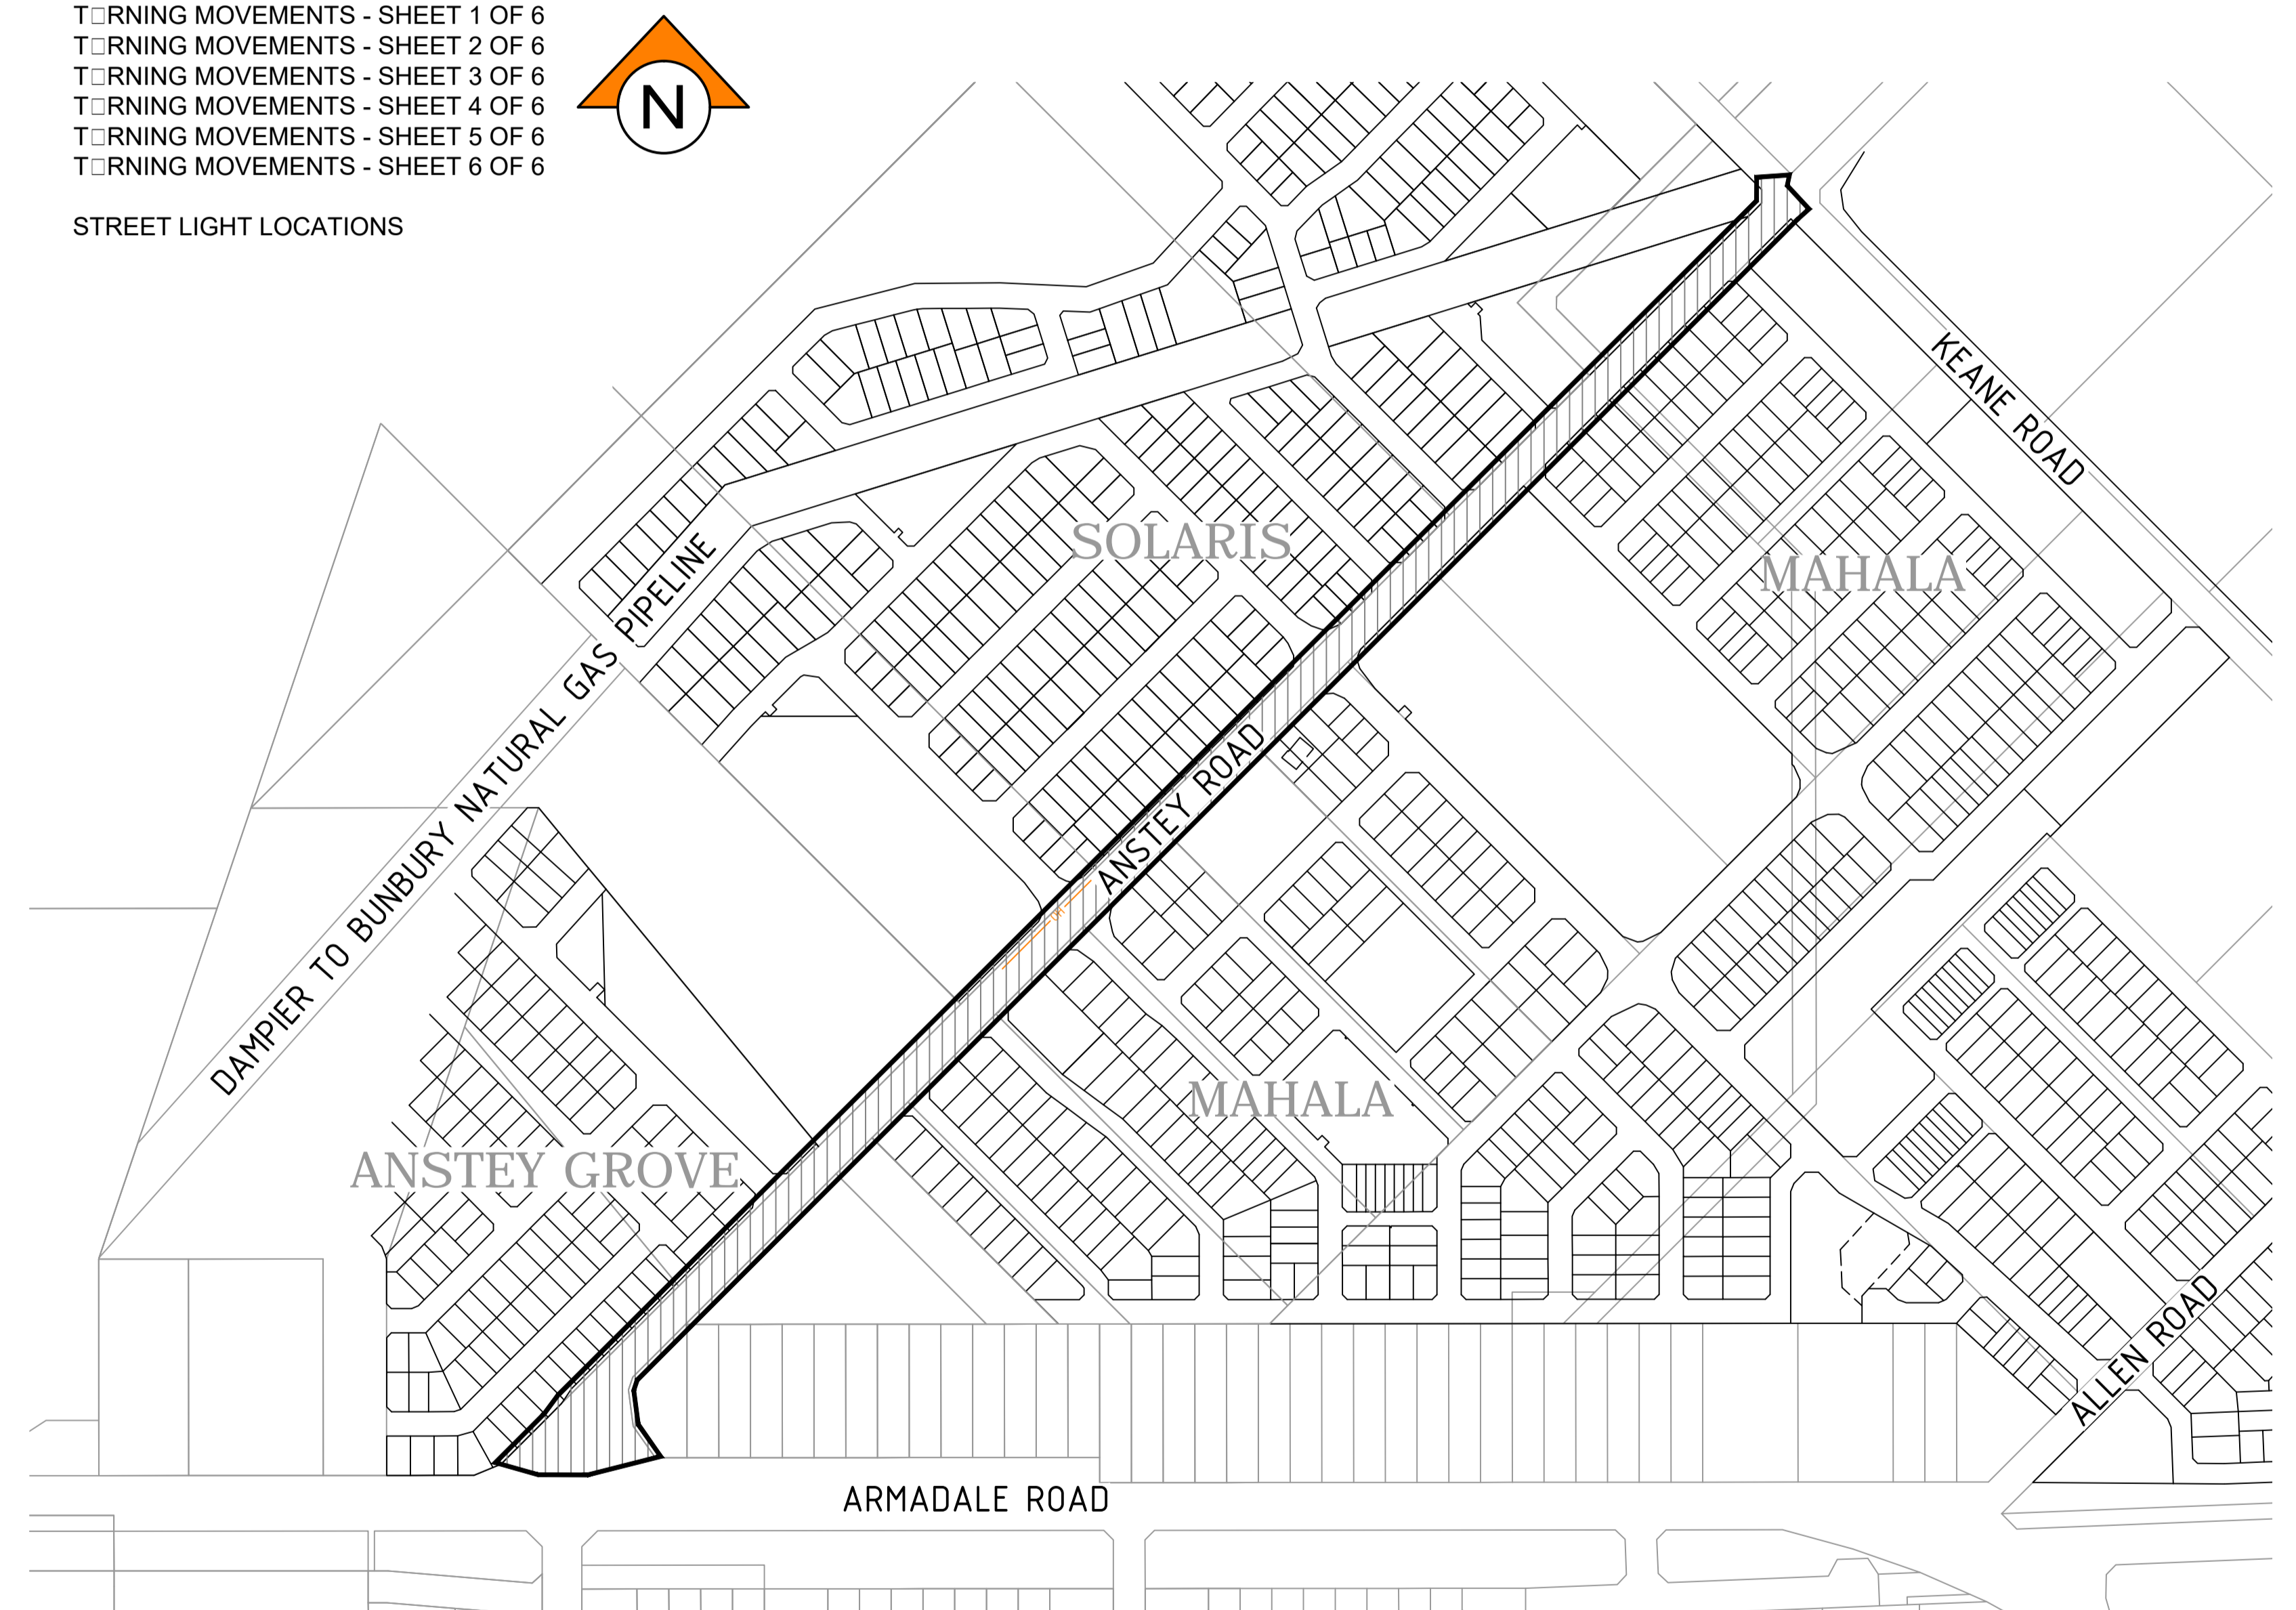 T□RNING MOVEMENTS - SHEET 1 OF 6
T□RNING MOVEMENTS - SHEET 2 OF 6
T□RNING MOVEMENTS - SHEET 3 OF 6
T□RNING MOVEMENTS - SHEET 4 OF 6
T□RNING MOVEMENTS - SHEET 5 OF 6
T□RNING MOVEMENTS - SHEET 6 OF 6
STREET LIGHT LOCATIONS
N
KEANE ROAD
SOLARIS
MAHALA
DAMPIER TO BUNBURY NATURAL GAS PIPELINE
ANSTEY ROAD
OH
MAHALA
ANSTEY GROVE
ALLEN ROAD
ARMADALE ROAD